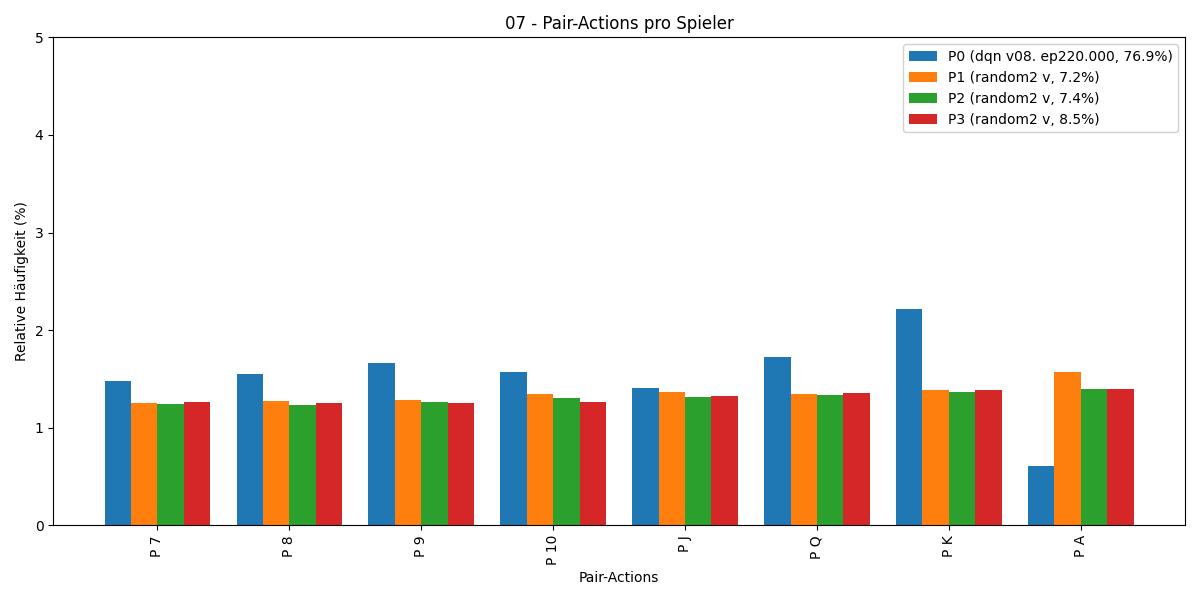 07 - Pair-Actions pro Spieler
P0 (dqn v08. ep220.000, 76.9%)
P1 (random2 v, 7.2%)
P2 (random2 v, 7.4%)
P3 (random2 v, 8.5%)
Relative Häufigkeit (%)
5
4
3
2
1
0
P 7
P 8
P 9
P 10
P J
P Q
P K
P A
Pair-Actions